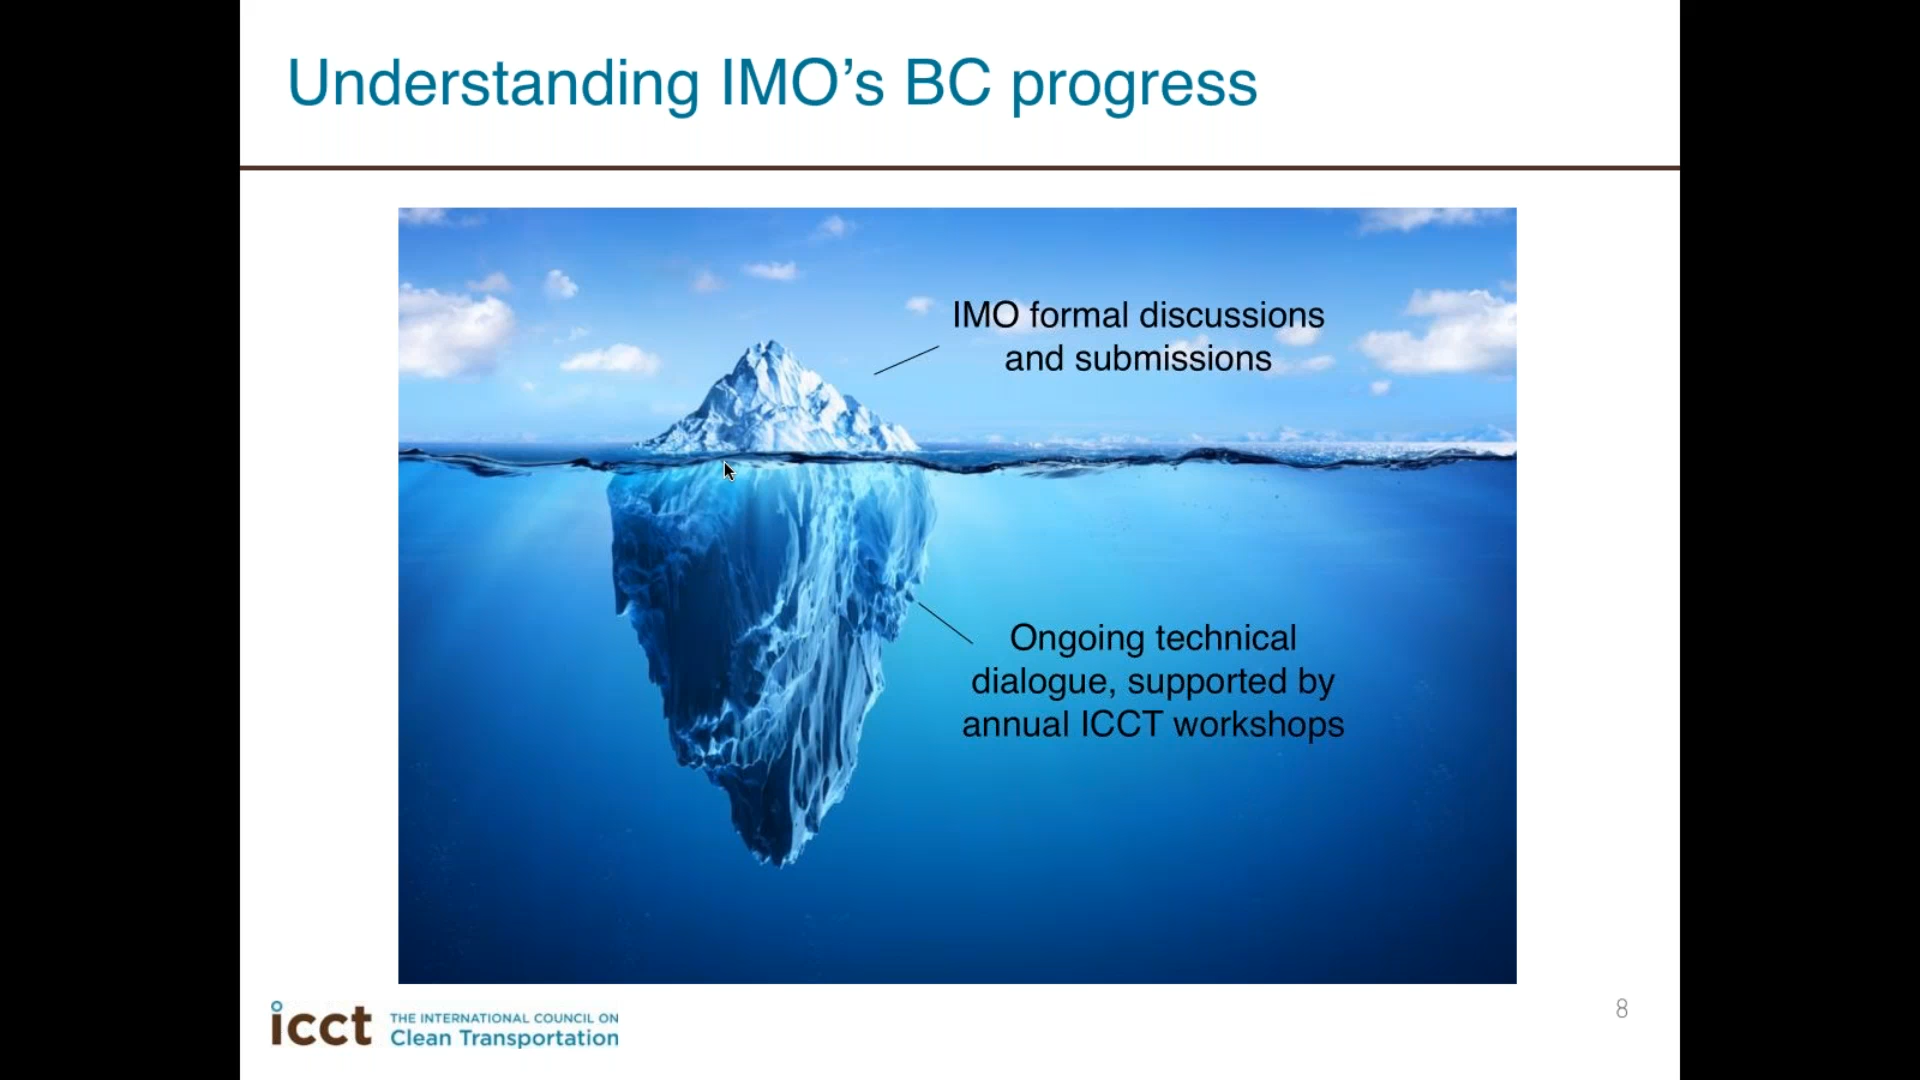 Understanding IMO’s BC progress
IMO formal discussions
and submissions
Ongoing technical
dialogue, supported by
annual ICCT workshops
icct
THE INTERNATIONAL COUNCIL ON
Clean Transportation
8